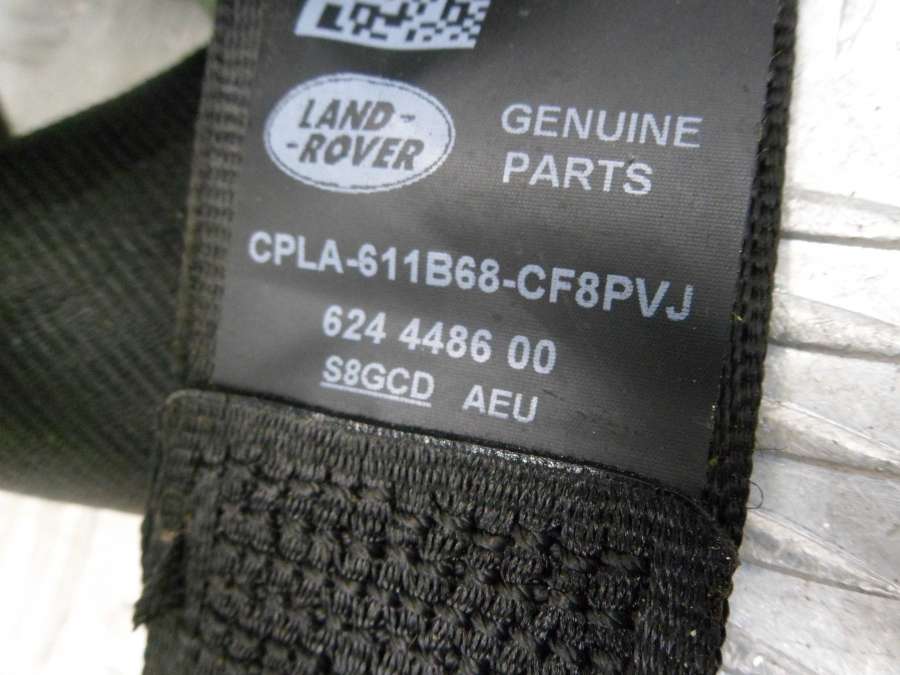 LAND-
-ROVER
GENUINE
PARTS
CPLA-611B68-CF8PVJ
624 4486 00
S8GCD AEU